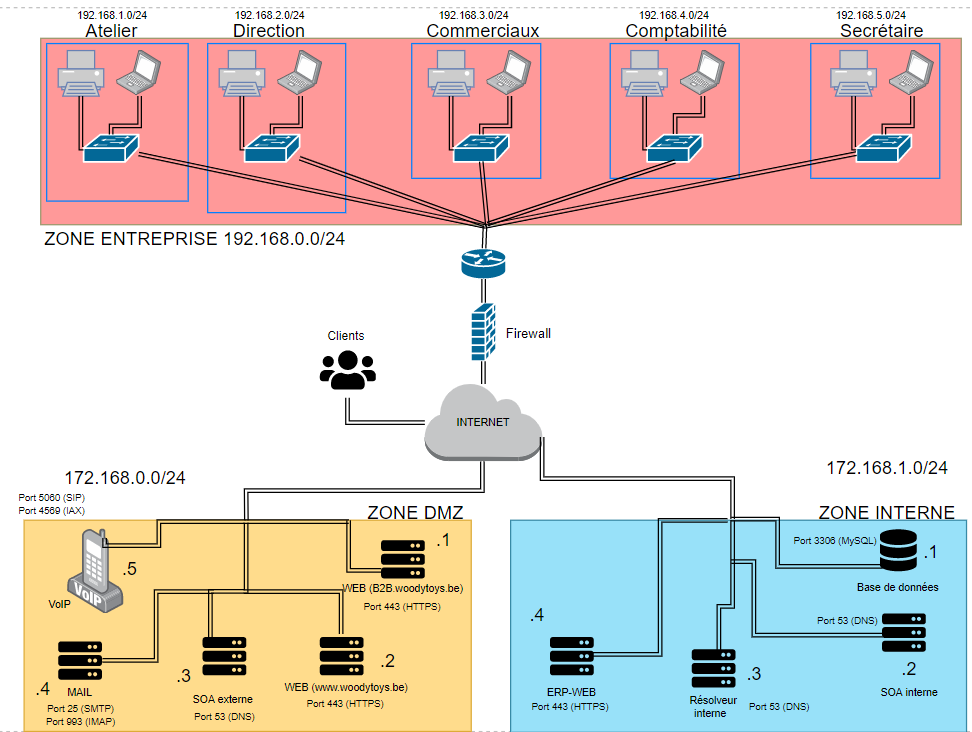 192.168.1.0/24
Atelier
192.168.2.0/24
Direction
192.168.3.0/24
Commerciaux
192.168.4.0/24
Comptabilité
192.168.5.0/24
Secrétaire
ZONE ENTREPRISE 192.168.0.0/24
Firewall
Clients
INTERNET
172.168.0.0/24
Port 5060 (SIP)
Port 4569 (IAX)
ZONE DMZ
VoIP
.5
VoIP
.1
WEB (B2B.woodytoys.be)
Port 443 (HTTPS)
.4
MAIL
Port 25 (SMTP)
Port 993 (IMAP)
.3
SOA externe
Port 53 (DNS)
.2
WEB (www.woodytoys.be)
Port 443 (HTTPS)
172.168.1.0/24
ZONE INTERNE
Port 3306 (MySQL)
.1
Base de données
Port 53 (DNS)
.2
SOA interne
.4
ERP-WEB
Port 443 (HTTPS)
.3
Résolveur
interne
Port 53 (DNS)